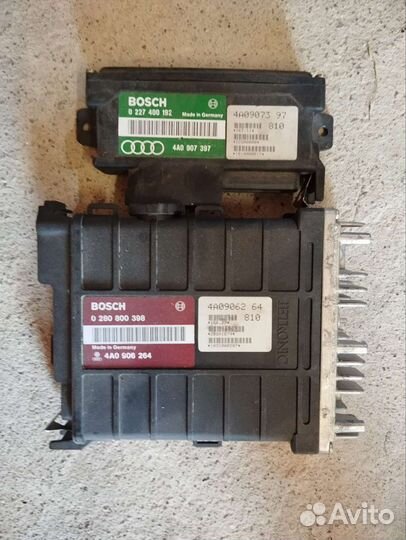 BOSCH
0 227 400 192
Made in Germany
4A0 907 397
4A09073 97
810
BOSCH
0 280 800 398
Made in Germany
4A0 906 264
4A09062 64
810
JETRONIC
Avito